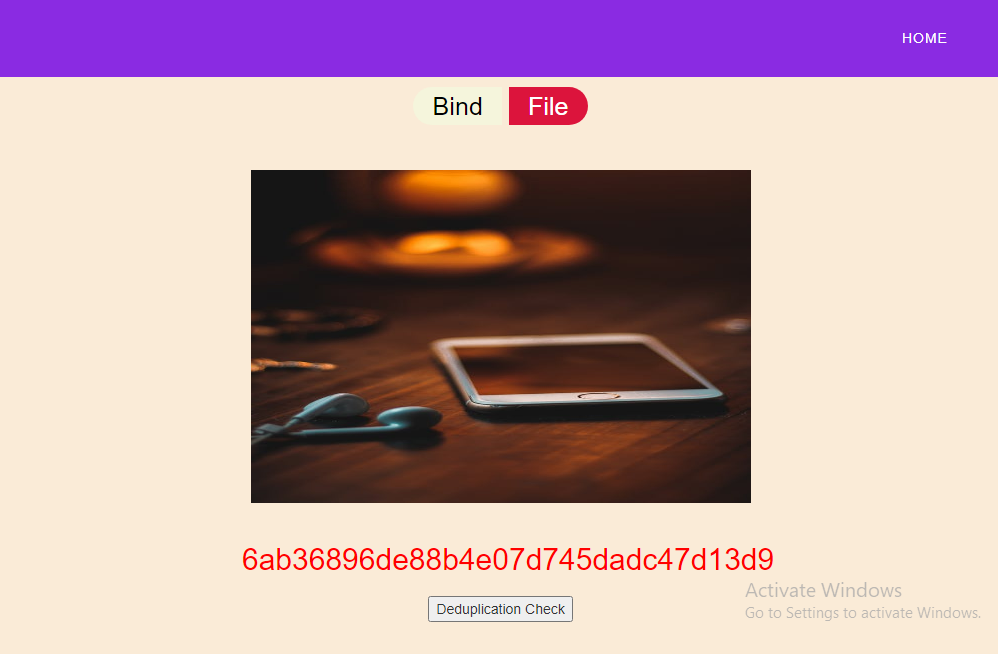 HOME
Bind File
6ab36896de88b4e07d745dadc47d13d9
Deduplication Check
Activate Windows
Go to Settings to activate Windows.